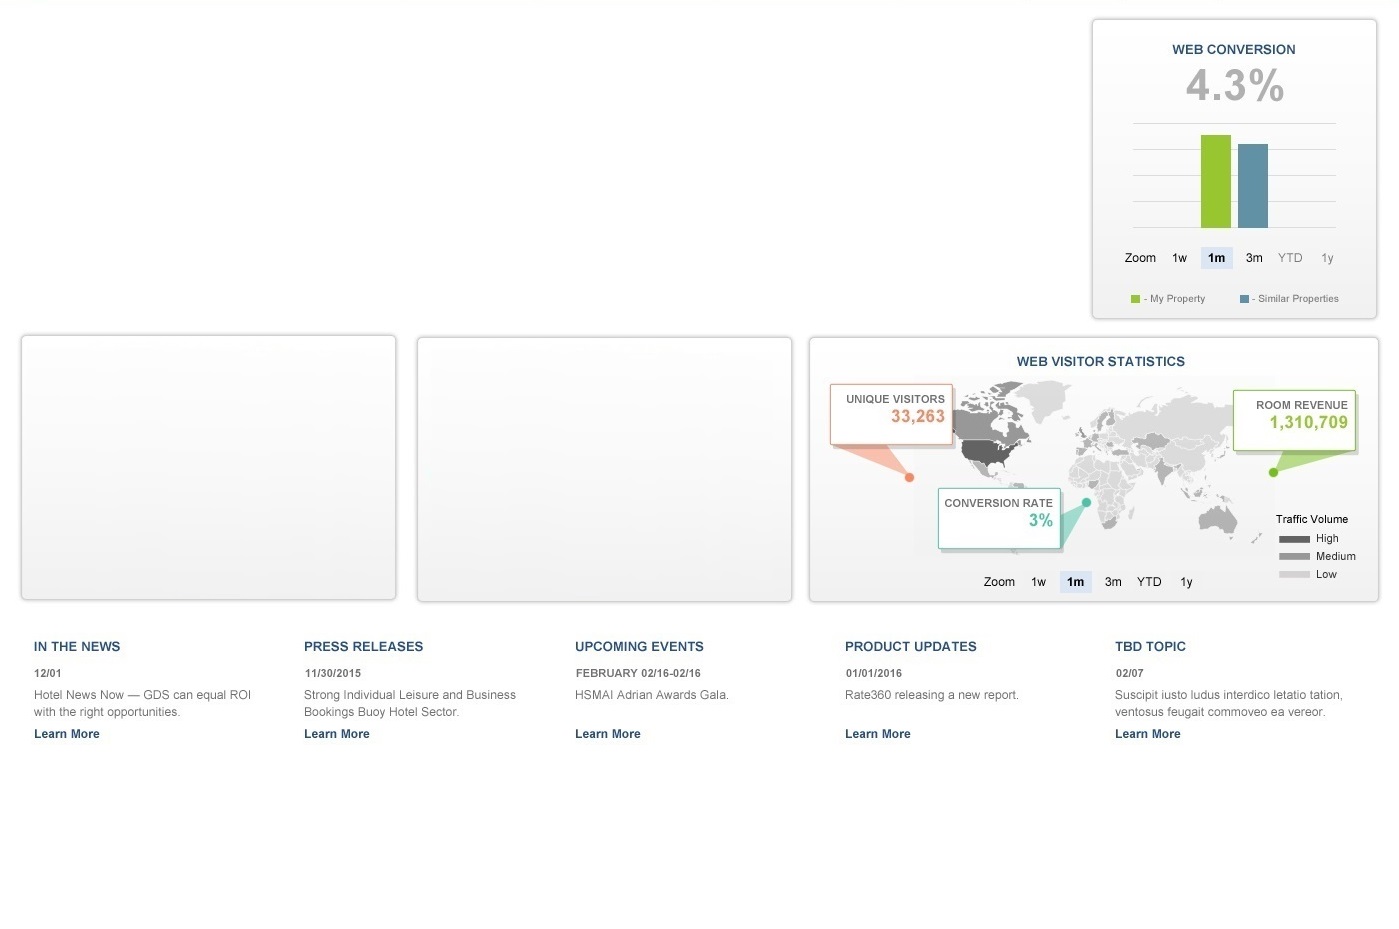 WEB CONVERSION
4.3%
Zoom 1w 1m 3m YTD 1y
- My Property - Similar Properties
WEB VISITOR STATISTICS
UNIQUE VISITORS
33,263
ROOM REVENUE
1,310,709
CONVERSION RATE
3%
Traffic Volume
High
Medium
Low
Zoom 1w 1m 3m YTD 1y
IN THE NEWS
12/01
Hotel News Now — GDS can equal ROI
with the right opportunities.
Learn More
PRESS RELEASES
11/30/2015
Strong Individual Leisure and Business
Bookings Buoy Hotel Sector.
Learn More
UPCOMING EVENTS
FEBRUARY 02/16-02/16
HSMAI Adrian Awards Gala.
Learn More
PRODUCT UPDATES
01/01/2016
Rate360 releasing a new report.
Learn More
TBD TOPIC
02/07
Suscipit iusto ludus interdico letatio tation,
ventosus feugait commoveo ea vereor.
Learn More